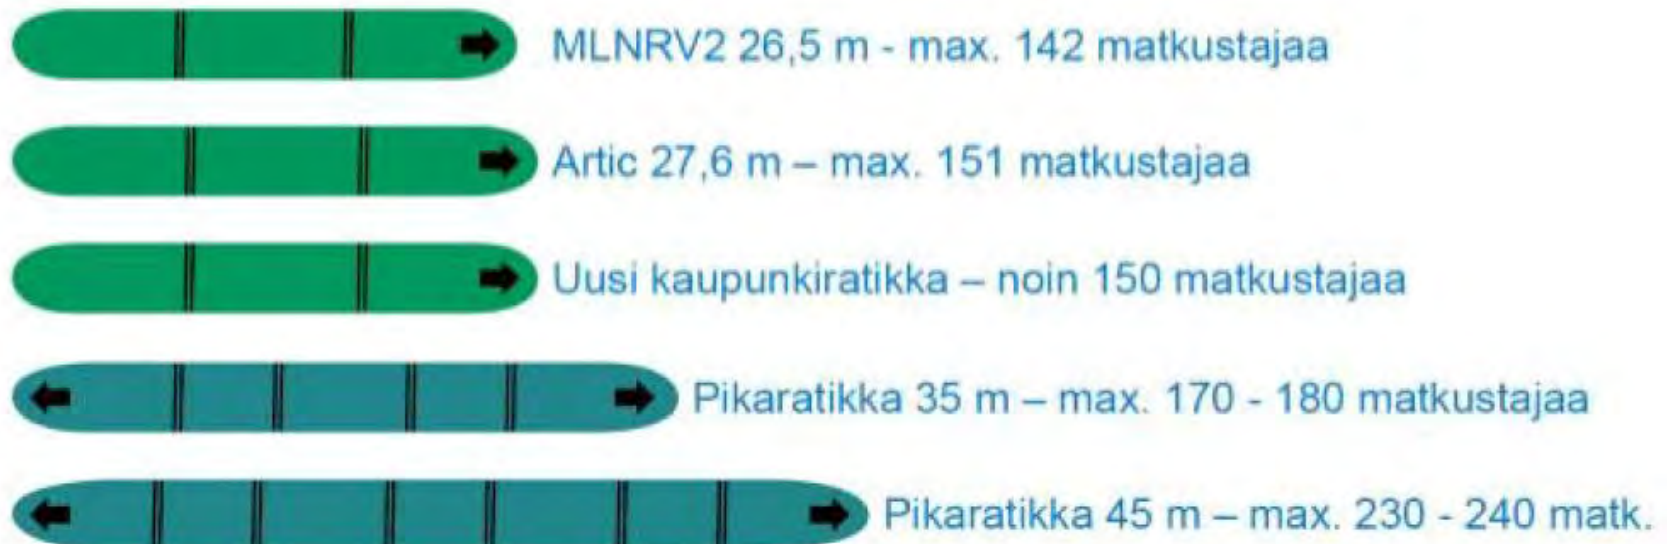 MLNRV2 26,5 m - max. 142 matkustajaa
Artic 27,6 m – max. 151 matkustajaa
Uusi kaupunkiratikka – noin 150 matkustajaa
Pikaratikka 35 m – max. 170 - 180 matkustajaa
Pikaratikka 45 m – max. 230 - 240 matk.